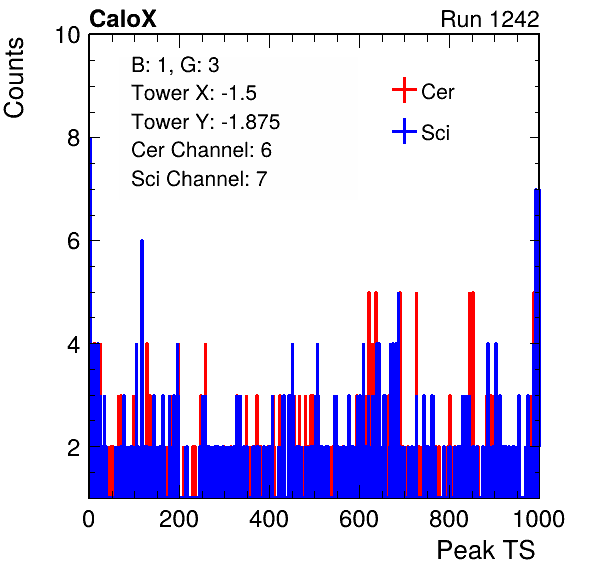 CaloX Run 1242
Counts
10
8
6
4
2
B: 1, G: 3
Tower X: -1.5
Tower Y: -1.875
Cer Channel: 6
Sci Channel: 7
Cer
Sci
0 200 400 600 800 1000
Peak TS